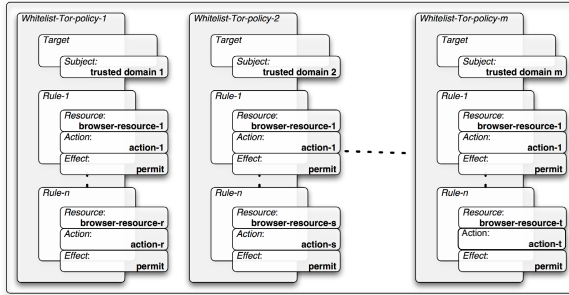 Whitelist-Tor-policy-1
Target
Subject:
trusted domain 1
Rule-1
Resource:
browser-resource-1
Action:
action-1
Effect:
permit
Rule-n
Resource:
browser-resource-r
Action:
action-r
Effect:
permit
Whitelist-Tor-policy-2
Target
Subject:
trusted domain 2
Rule-1
Resource:
browser-resource-1
Action:
action-1
Effect:
permit
Rule-n
Resource:
browser-resource-s
Action:
action-s
Effect:
permit
Whitelist-Tor-policy-m
Target
Subject:
trusted domain m
Rule-1
Resource:
browser-resource-1
Action:
action-1
Effect:
permit
Rule-n
Resource:
browser-resource-t
Action:
action-t
Effect:
permit